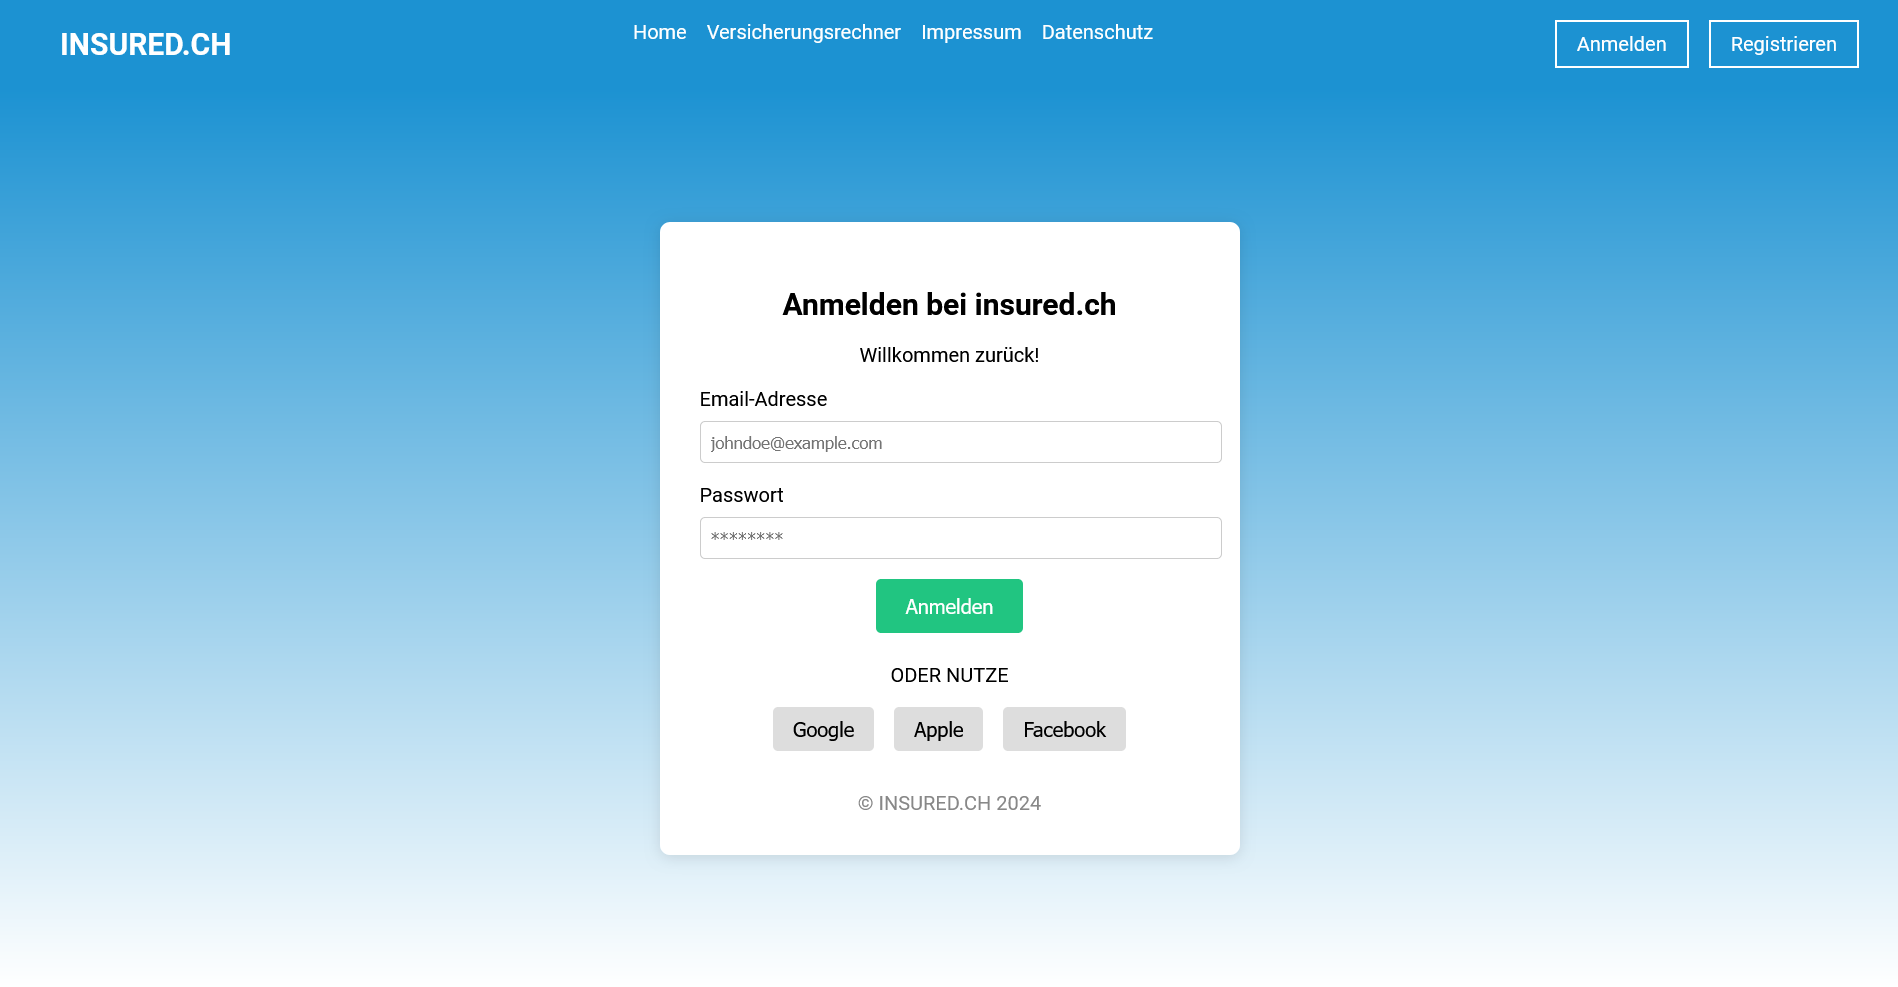 INSURED.CH
Home Versicherungsrechner Impressum Datenschutz
Anmelden Registrieren
Anmelden bei insured.ch
Willkommen zurück!
Email-Adresse
johndoe@example.com
Passwort
********
Anmelden
ODER NUTZE
Google Apple Facebook
© INSURED.CH 2024